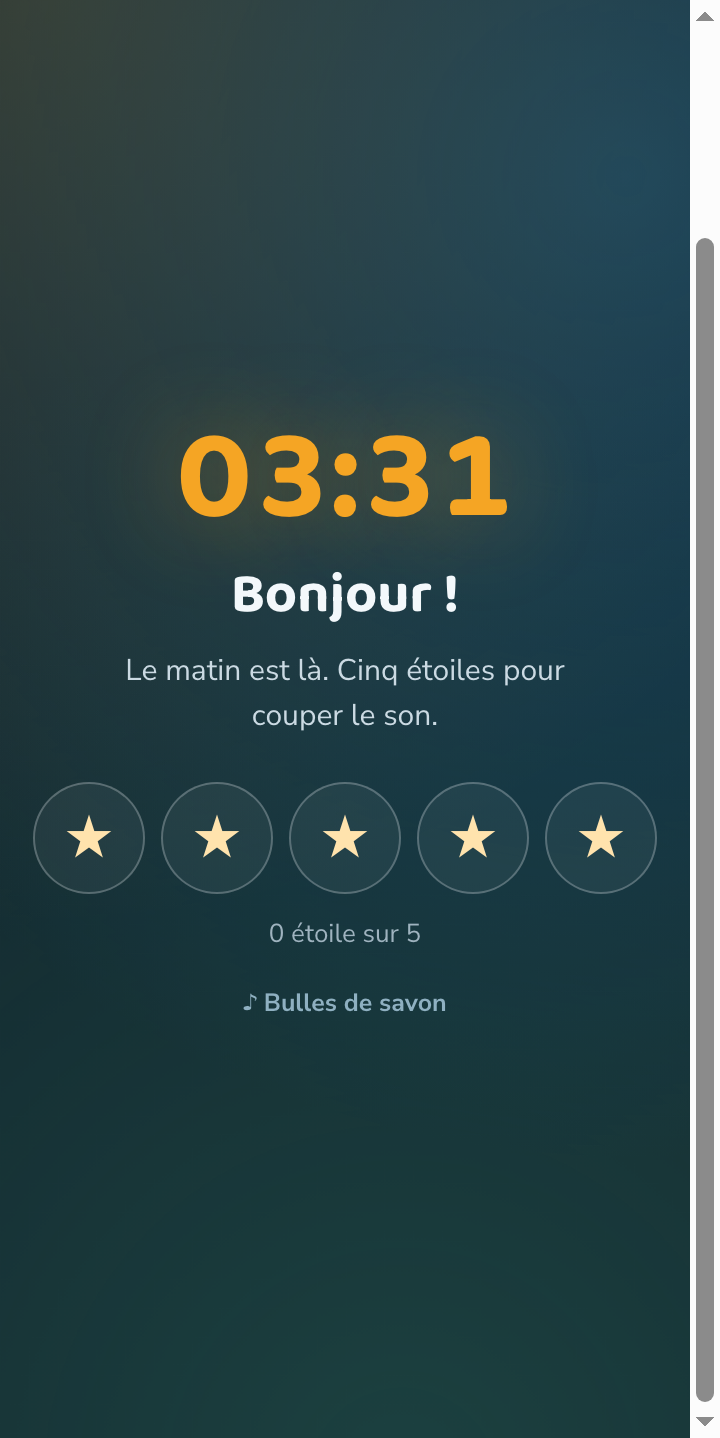 03:31
Bonjour !
Le matin est là. Cinq étoiles pour
couper le son.
★ ★ ★ ★ ★
0 étoile sur 5
♪ Bulles de savon